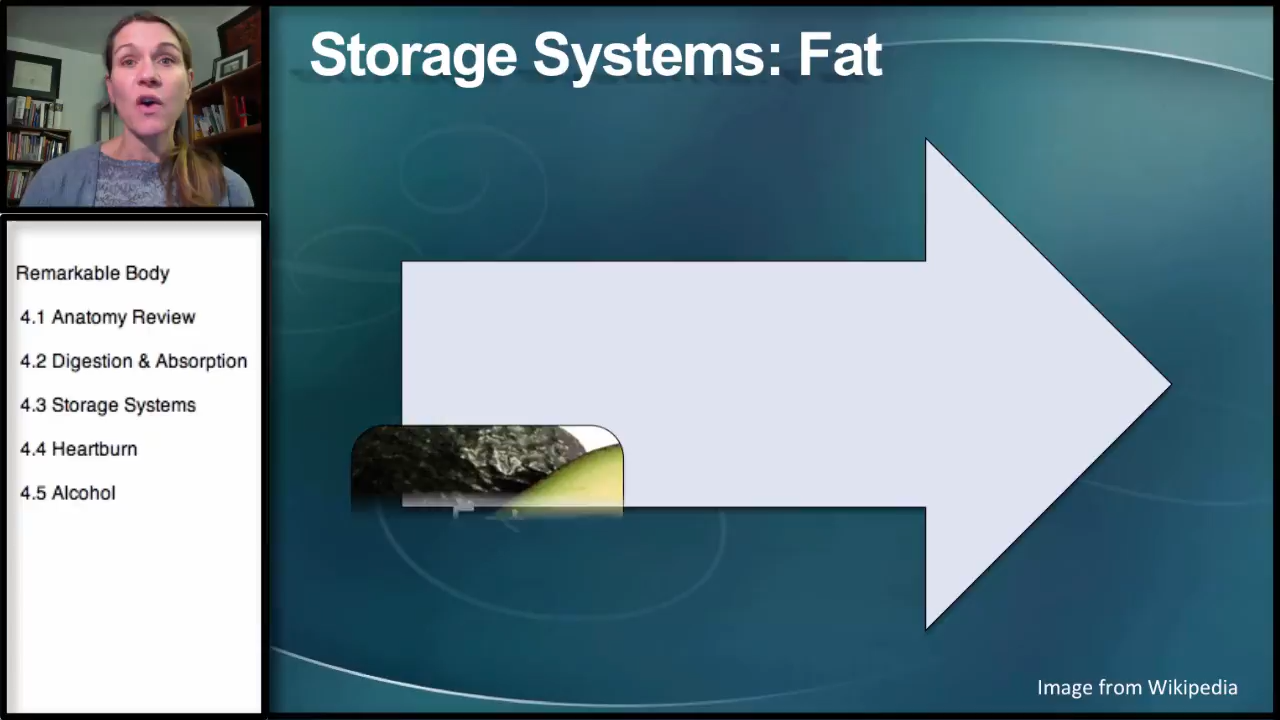 Storage Systems: Fat
Remarkable Body
4.1 Anatomy Review
4.2 Digestion & Absorption
4.3 Storage Systems
4.4 Heartburn
4.5 Alcohol
Image from Wikipedia